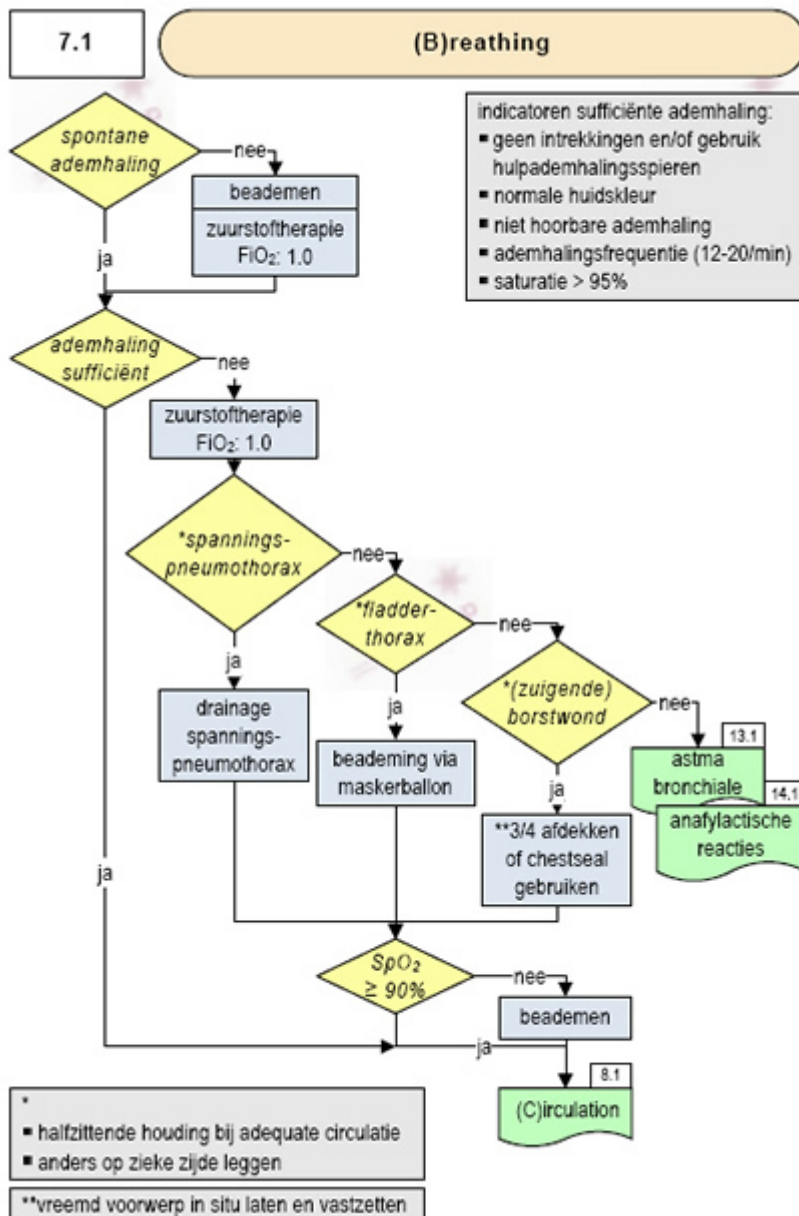 7.1
(B)reathing
indicatoren sufficiënte ademhaling:
▪ geen intrekkingen en/of gebruik
hulpademhalingsspieren
▪ normale huidskleur
▪ niet hoorbare ademhaling
▪ ademhalingsfrequentie (12-20/min)
▪ saturatie > 95%
spontane
ademhaling
nee
beademen
zuurstoftherapie
FiO₂: 1.0
ja
ademhaling
sufficiënt
nee
zuurstoftherapie
FiO₂: 1.0
*spannings-
pneumothorax
nee
*fladder-
thorax
nee
*(zuigende)
borstwond
nee
ja
drainage
spannings-
pneumothorax
ja
beademing via
maskerballon
ja
**3/4 afdekken
of chestseal
gebruiken
13.1
astma
bronchiale
14.1
anafylactische
reacties
ja
SpO₂
≥ 90%
nee
beademen
ja
8.1
(C)irculation
*
▪ halfzittende houding bij adequate circulatie
▪ anders op zieke zijde leggen
**vreemd voorwerp in situ laten en vastzetten